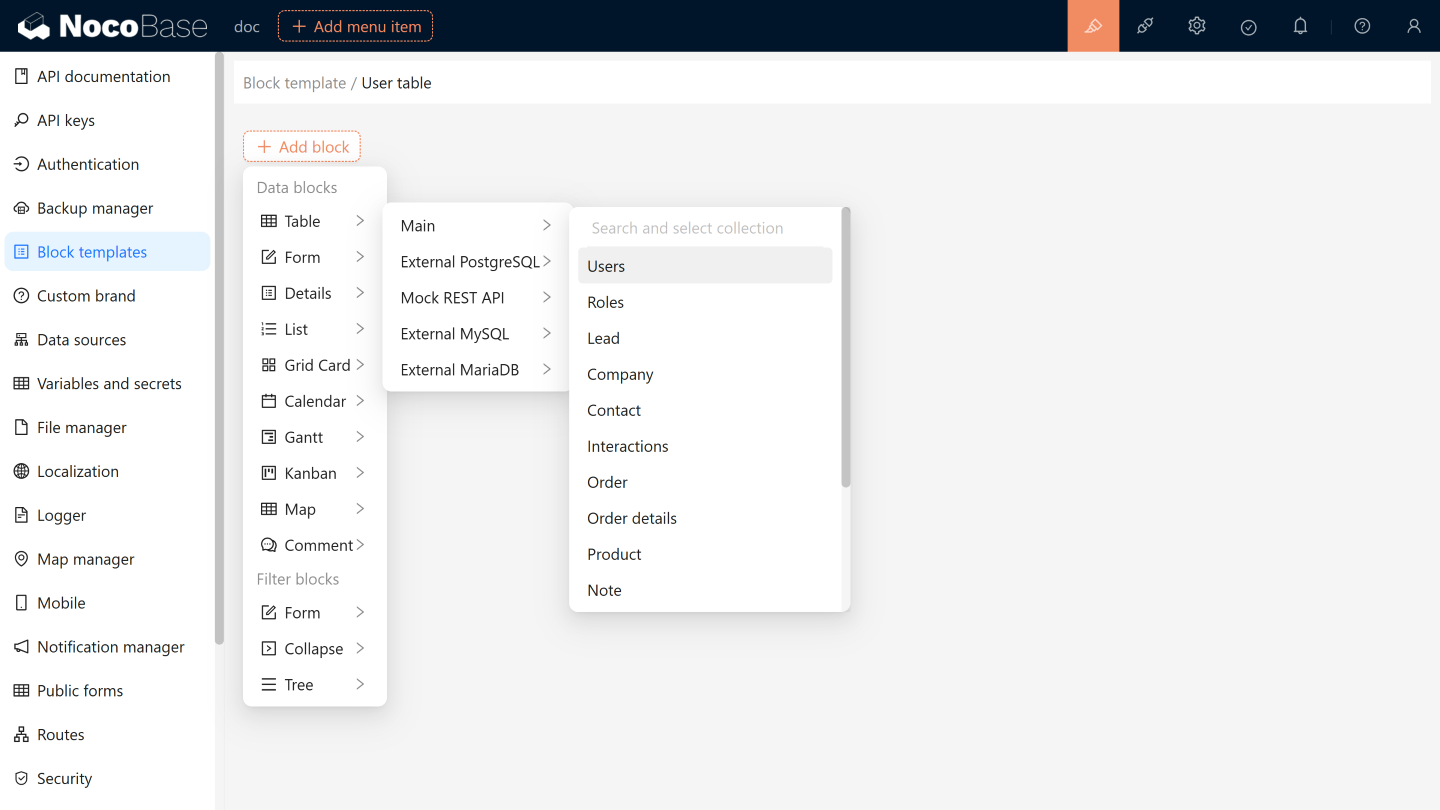 NocoBase
doc
Add menu item
API documentation
API keys
Authentication
Backup manager
Block templates
Custom brand
Data sources
Variables and secrets
File manager
Localization
Logger
Map manager
Mobile
Notification manager
Public forms
Routes
Security
Block template / User table
Add block
Data blocks
Table
Form
Details
List
Grid Card
Calendar
Gantt
Kanban
Map
Comment
Filter blocks
Form
Collapse
Tree
Main
External PostgreSQL
Mock REST API
External MySQL
External MariaDB
Search and select collection
Users
Roles
Lead
Company
Contact
Interactions
Order
Order details
Product
Note